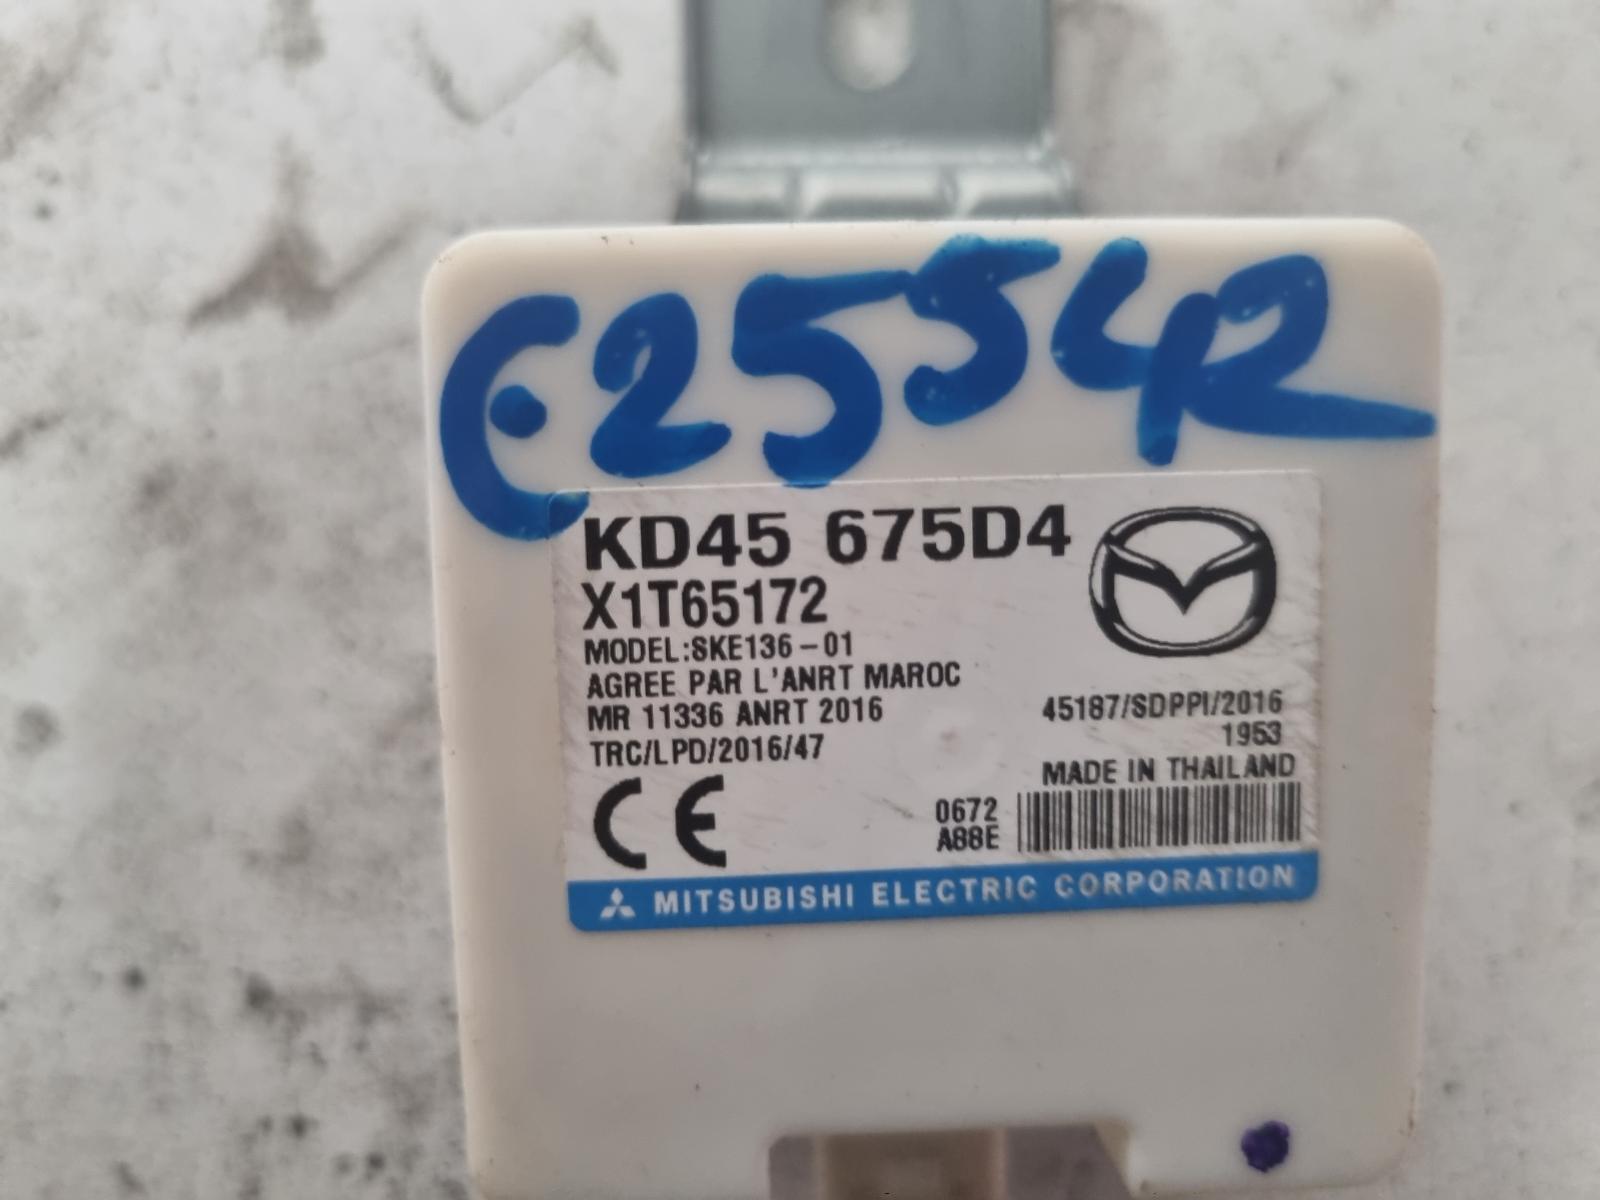 E2554R
KD45 675D4
X1T65172
MODEL:SKE136-01
AGREE PAR L'ANRT MAROC
MR 11336 ANRT 2016
TRC/LPD/2016/47
45187/SDPPI/2016
1953
MADE IN THAILAND
CE
0672
A88E
MITSUBISHI ELECTRIC CORPORATION